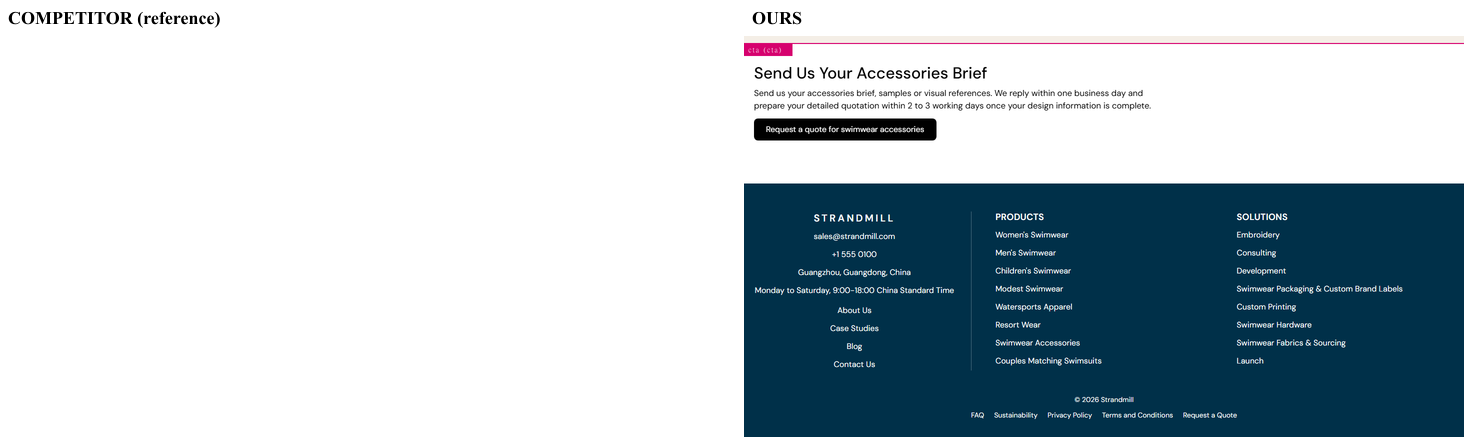 COMPETITOR (reference)
OURS
cta (cta)
Send Us Your Accessories Brief
Send us your accessories brief, samples or visual references. We reply within one business day and
prepare your detailed quotation within 2 to 3 working days once your design information is complete.
Request a quote for swimwear accessories
STRANDMILL
sales@strandmill.com
+1 555 0100
Guangzhou, Guangdong, China
Monday to Saturday, 9:00-18:00 China Standard Time
About Us
Case Studies
Blog
Contact Us
PRODUCTS
Women's Swimwear
Men's Swimwear
Children's Swimwear
Modest Swimwear
Watersports Apparel
Resort Wear
Swimwear Accessories
Couples Matching Swimsuits
SOLUTIONS
Embroidery
Consulting
Development
Swimwear Packaging & Custom Brand Labels
Custom Printing
Swimwear Hardware
Swimwear Fabrics & Sourcing
Launch
© 2026 Strandmill
FAQ Sustainability Privacy Policy Terms and Conditions Request a Quote